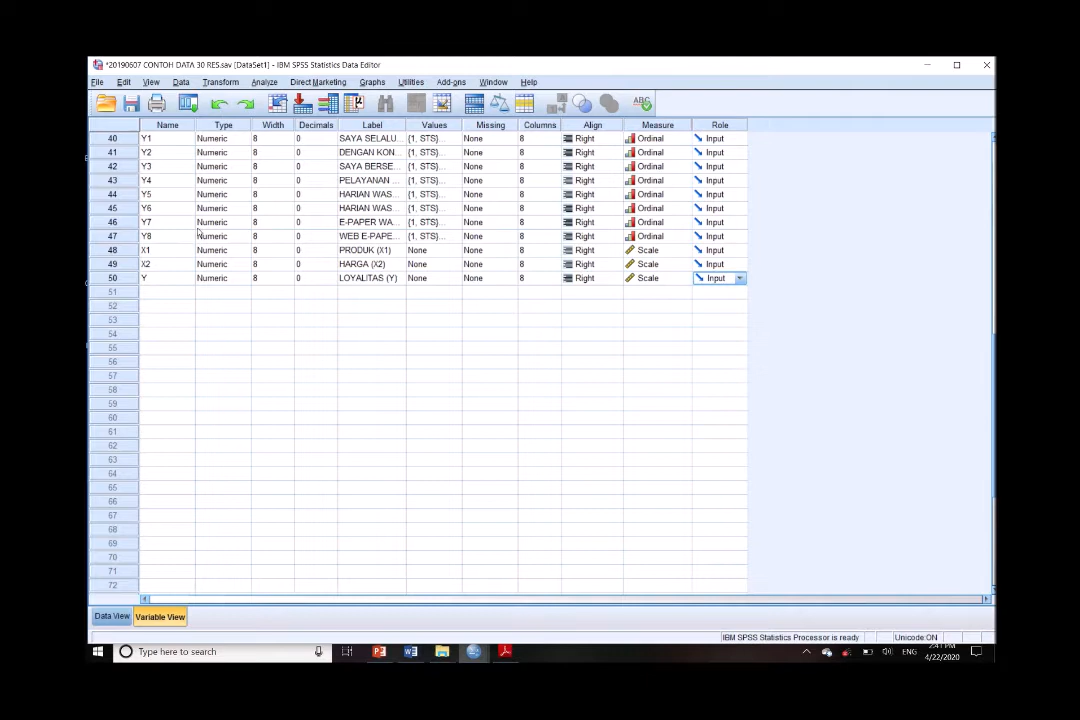 *20190607 CONTOH DATA 30 RES.sav [DataSet1] - IBM SPSS Statistics Data Editor
File Edit View Data Transform Analyze Direct Marketing Graphs Utilities Add-ons Window Help
Name Type Width Decimals Label Values Missing Columns Align Measure Role
40 Y1 Numeric 8 0 SAYA SELALU... {1, STS}... None 8 Right Ordinal Input
41 Y2 Numeric 8 0 DENGAN KON... {1, STS}... None 8 Right Ordinal Input
42 Y3 Numeric 8 0 SAYA BERSE... {1, STS}... None 8 Right Ordinal Input
43 Y4 Numeric 8 0 PELAYANAN ... {1, STS}... None 8 Right Ordinal Input
44 Y5 Numeric 8 0 HARIAN WAS... {1, STS}... None 8 Right Ordinal Input
45 Y6 Numeric 8 0 HARIAN WAS... {1, STS}... None 8 Right Ordinal Input
46 Y7 Numeric 8 0 E-PAPER WA... {1, STS}... None 8 Right Ordinal Input
47 Y8 Numeric 8 0 WEB E-PAPE... {1, STS}... None 8 Right Ordinal Input
48 X1 Numeric 8 0 PRODUK (X1) None None 8 Right Scale Input
49 X2 Numeric 8 0 HARGA (X2) None None 8 Right Scale Input
50 Y Numeric 8 0 LOYALITAS (Y) None None 8 Right Scale Input
51
52
53
54
55
56
57
58
59
60
61
62
63
64
65
66
67
68
69
70
71
72
Data View Variable View
IBM SPSS Statistics Processor is ready Unicode:ON
Type here to search
ENG
2:41 PM
4/22/2020